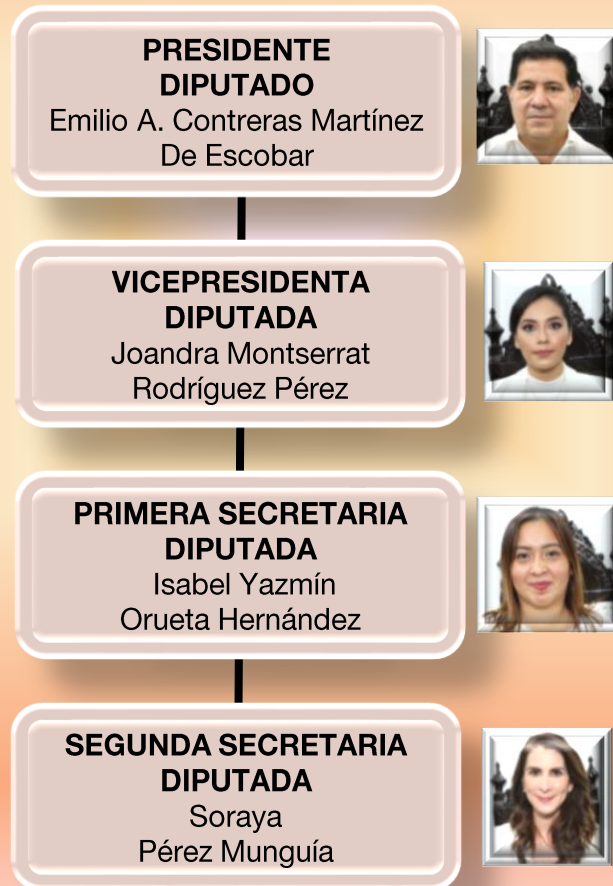 PRESIDENTE
DIPUTADO
Emilio A. Contreras Martínez
De Escobar
VICEPRESIDENTA
DIPUTADA
Joandra Montserrat
Rodríguez Pérez
PRIMERA SECRETARIA
DIPUTADA
Isabel Yazmín
Orueta Hernández
SEGUNDA SECRETARIA
DIPUTADA
Soraya
Pérez Munguía